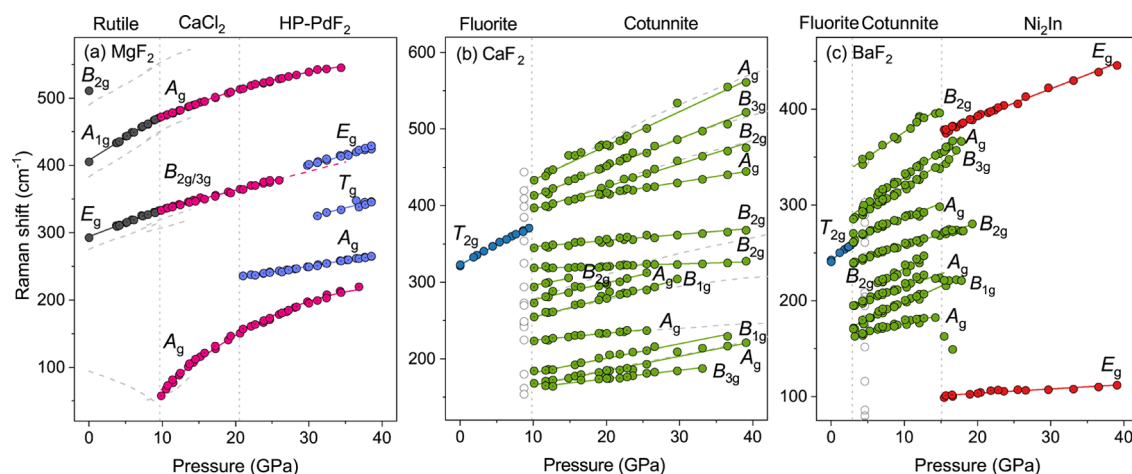 Rutile CaCl₂ HP-PdF₂
(a) MgF₂
B₂g
A₁g
Ag
Eg
B₂g/3g
Eg
Tg
Ag
Ag
500
400
300
200
100
Raman shift (cm⁻¹)
0 10 20 30 40
Pressure (GPa)
Fluorite Cotunnite
(b) CaF₂
Ag
B₃g
B₂g
Ag
T₂g
B₂g
B₂g
B₂g
Ag
B₁g
Ag
B₁g
Ag
B₃g
600
500
400
300
200
100
0 10 20 30 40
Pressure (GPa)
Fluorite Cotunnite Ni₂In
(c) BaF₂
Eg
B₂g
Ag
B₃g
Ag
T₂g
B₂g
B₂g
Ag
B₁g
Ag
Eg
400
300
200
100
0 10 20 30 40
Pressure (GPa)